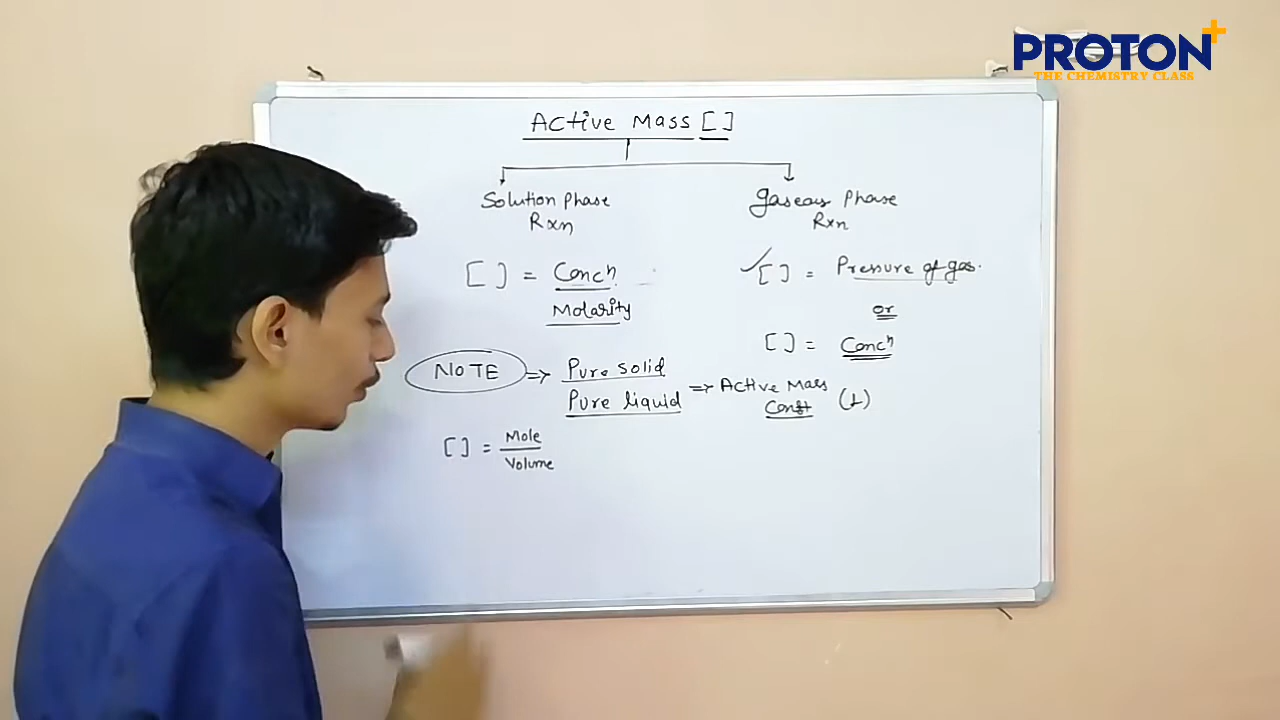 PROTON+
THE CHEMISTRY CLASS
Active Mass [ ]
Solution Phase
Rxn
[ ] = Concn.
Molarity
gaseous Phase
Rxn
✓[ ] = Pressure of gas.
or
[ ] = Concn
NOTE => Pure solid
Pure liquid => Active Mass
Const (1)
[ ] = Mole
Volume